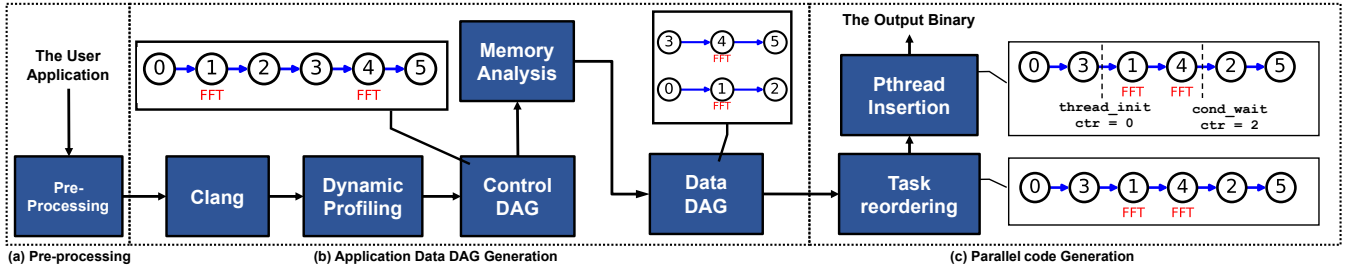 The User
Application
Pre-
Processing
(a) Pre-processing
0 1 2 3 4 5
FFT FFT
Clang
Dynamic
Profiling
Control
DAG
Memory
Analysis
3 4 5
FFT
0 1 2
FFT
Data
DAG
(b) Application Data DAG Generation
The Output Binary
Pthread
Insertion
Task
reordering
0 3 1 4 2 5
FFT FFT
thread_init cond_wait
ctr = 0 ctr = 2
0 3 1 4 2 5
FFT FFT
(c) Parallel code Generation